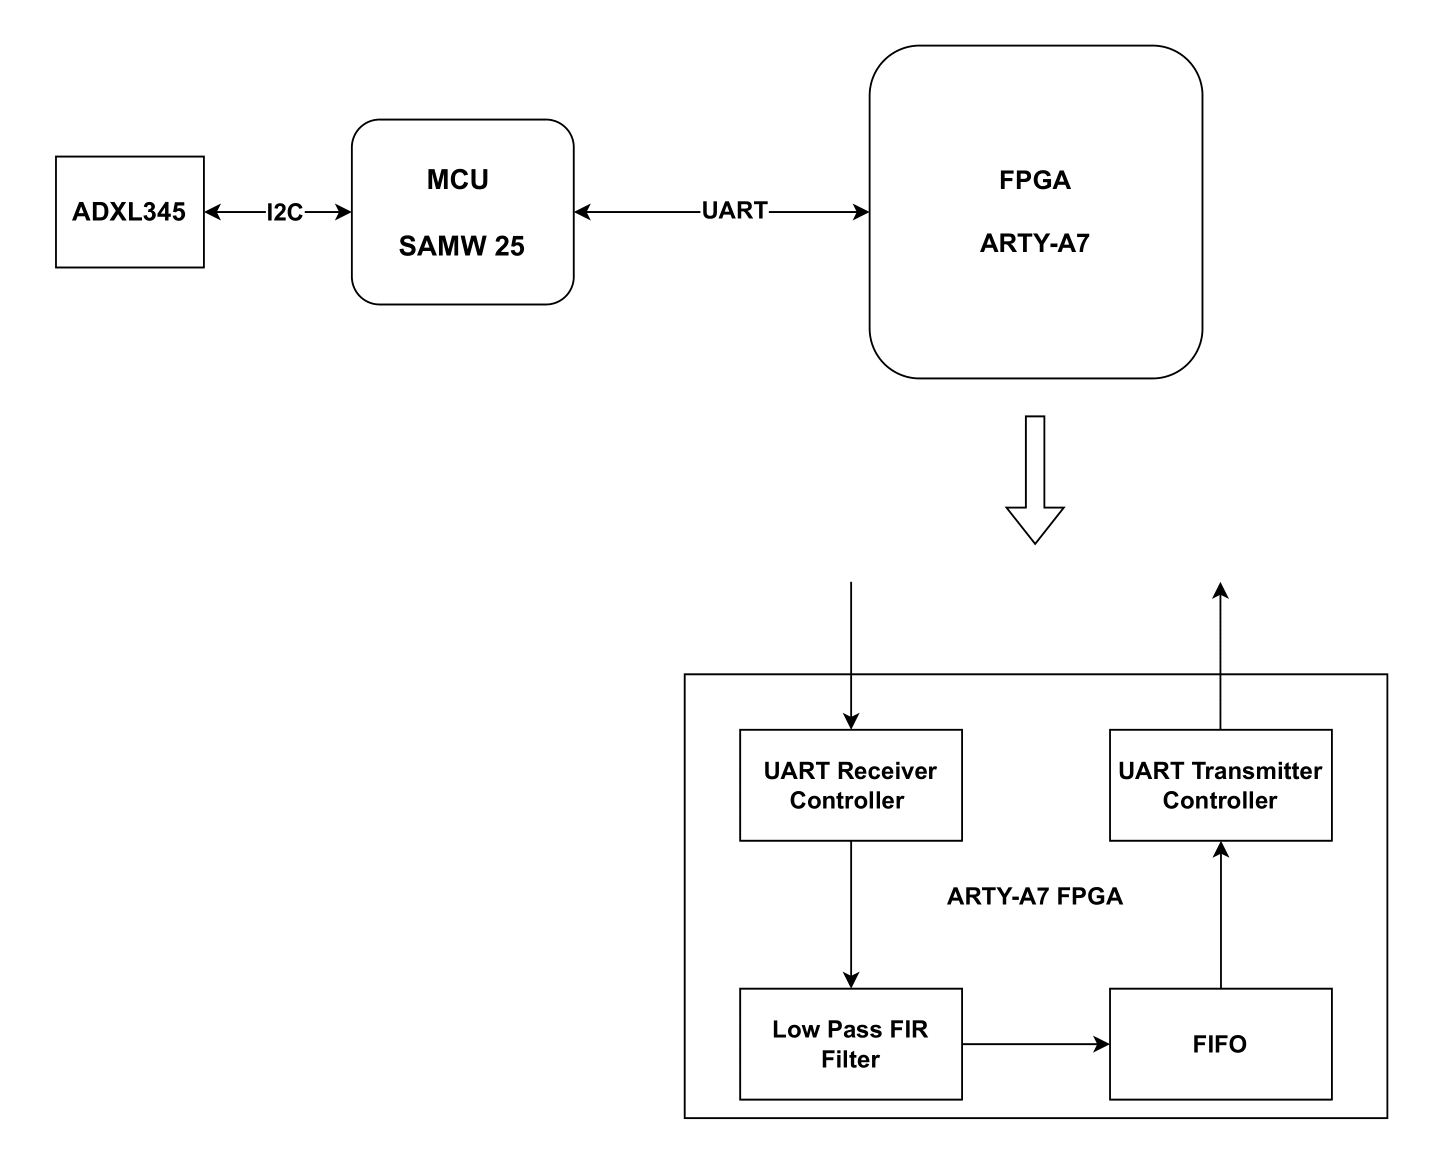 ADXL345
I2C
MCU
SAMW 25
UART
FPGA
ARTY-A7
UART Receiver
Controller
UART Transmitter
Controller
ARTY-A7 FPGA
Low Pass FIR
Filter
FIFO